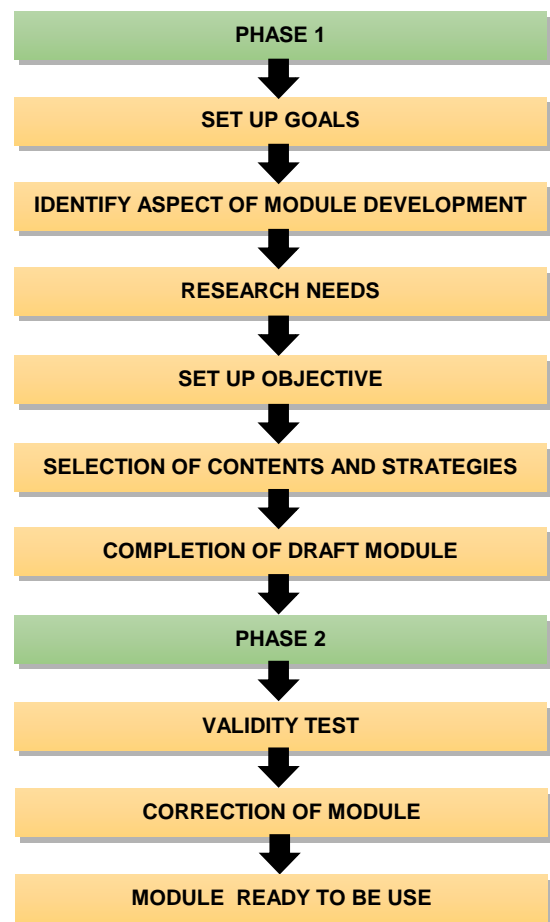 PHASE 1
SET UP GOALS
IDENTIFY ASPECT OF MODULE DEVELOPMENT
RESEARCH NEEDS
SET UP OBJECTIVE
SELECTION OF CONTENTS AND STRATEGIES
COMPLETION OF DRAFT MODULE
PHASE 2
VALIDITY TEST
CORRECTION OF MODULE
MODULE READY TO BE USE